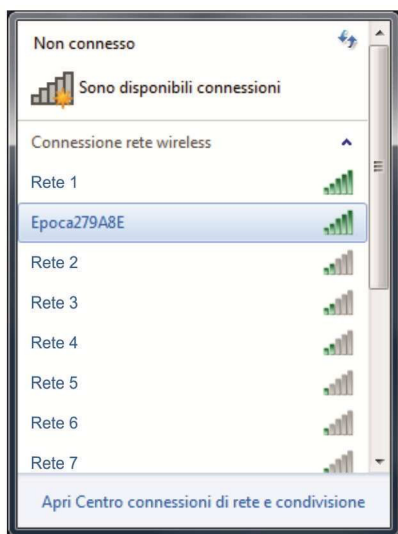 Non connesso
Sono disponibili connessioni
Connessione rete wireless
Rete 1
Epoca279A8E
Rete 2
Rete 3
Rete 4
Rete 5
Rete 6
Rete 7
Apri Centro connessioni di rete e condivisione